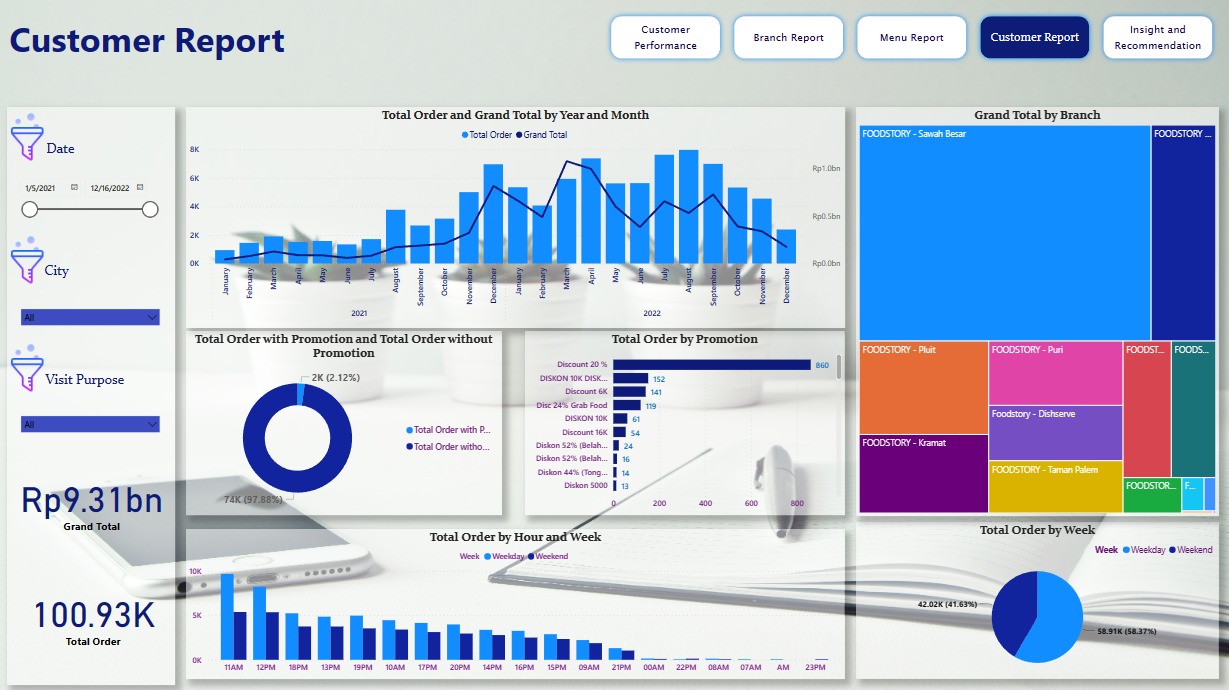 Customer Report
Customer
Performance
Branch Report
Menu Report
Customer Report
Insight and
Recommendation
Date
1/5/2021
12/16/2022
City
All
Visit Purpose
All
Rp9.31bn
Grand Total
100.93K
Total Order
Total Order and Grand Total by Year and Month
Total Order Grand Total
8K
6K
4K
2K
0K
Rp1.0bn
Rp0.5bn
Rp0.0bn
January February March April May June July August September October November December January February March April May June July August September October November December
2021 2022
Grand Total by Branch
FOODSTORY - Sawah Besar
FOODSTORY ...
FOODSTORY - Pluit
FOODSTORY - Puri
FOODST...
FOODS...
Foodstory - Dishserve
FOODSTORY - Kramat
FOODSTORY - Taman Palem
FOODSTOR...
F...
Total Order with Promotion and Total Order without
Promotion
2K (2.12%)
Total Order with P...
Total Order witho...
74K (97.88%)
Total Order by Promotion
Discount 20 % 860
DISKON 10K DISK... 152
Discount 6K 141
Disc 24% Grab Food 119
DISKON 10K 61
Discount 16K 54
Diskon 52% (Belah... 24
Diskon 52% (Belah... 16
Diskon 44% (Tong... 14
Diskon 5000 13
0 200 400 600 800
Total Order by Hour and Week
Week Weekday Weekend
10K
5K
0K
11AM 12PM 18PM 13PM 19PM 10AM 17PM 20PM 14PM 16PM 15PM 09AM 21PM 00AM 22PM 08AM 07AM AM 23PM
Total Order by Week
Week Weekday Weekend
42.02K (41.63%)
58.91K (58.37%)